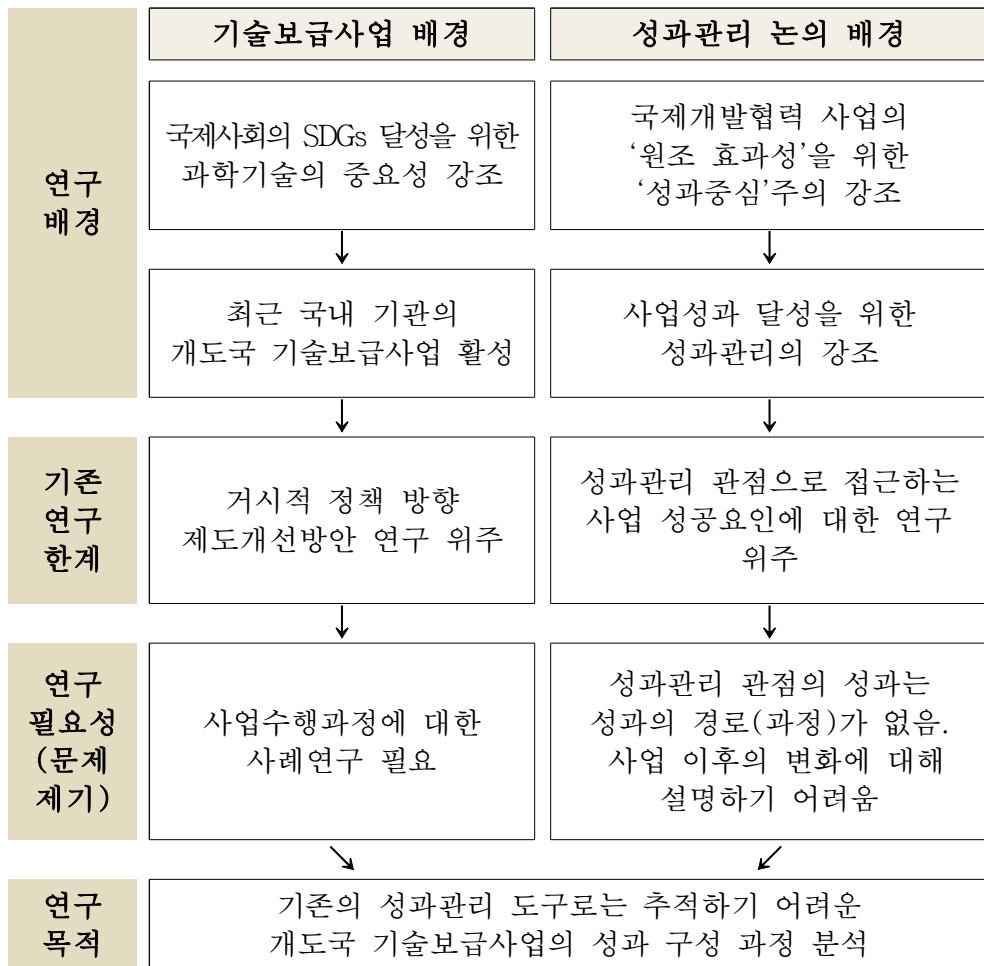 기술보급사업 배경
성과관리 논의 배경
연구
배경
국제사회의 SDGs 달성을 위한
과학기술의 중요성 강조
국제개발협력 사업의
‘원조 효과성’을 위한
‘성과중심’주의 강조
최근 국내 기관의
개도국 기술보급사업 활성
사업성과 달성을 위한
성과관리의 강조
기존
연구
한계
거시적 정책 방향
제도개선방안 연구 위주
성과관리 관점으로 접근하는
사업 성공요인에 대한 연구
위주
연구
필요성
(문제
제기)
사업수행과정에 대한
사례연구 필요
성과관리 관점의 성과는
성과의 경로(과정)가 없음.
사업 이후의 변화에 대해
설명하기 어려움
연구
목적
기존의 성과관리 도구로는 추적하기 어려운
개도국 기술보급사업의 성과 구성 과정 분석